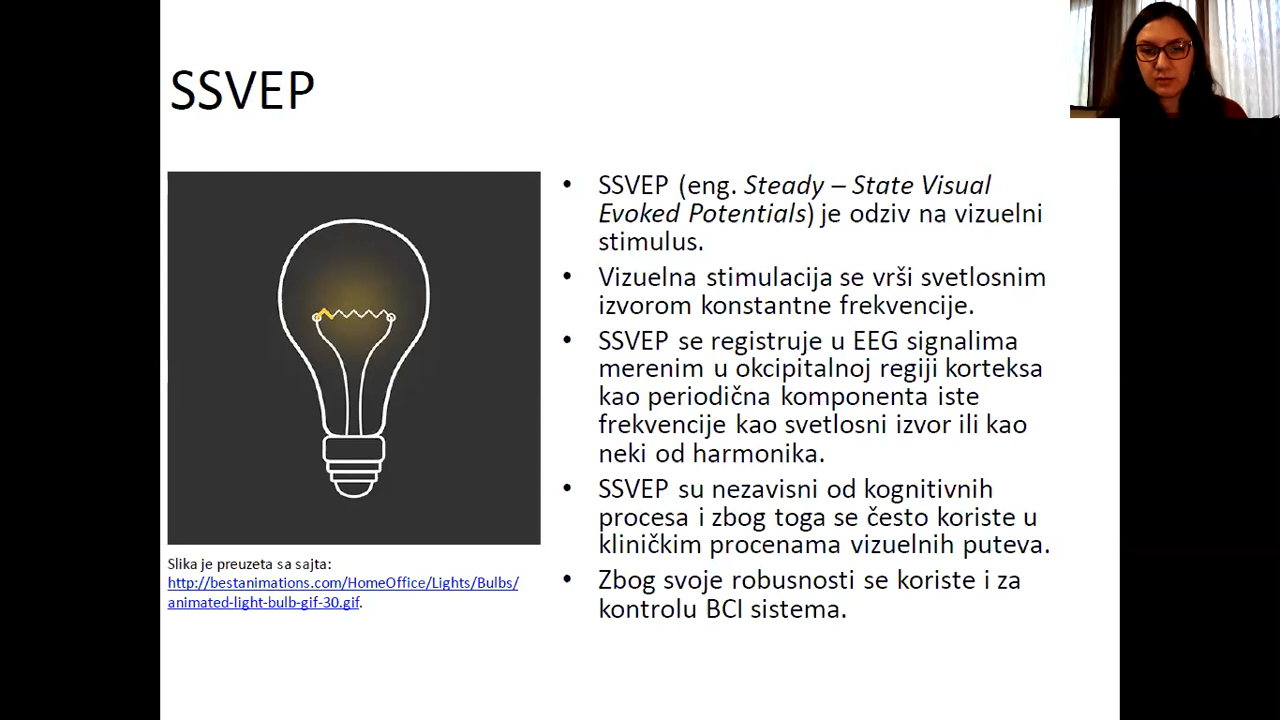 SSVEP
• SSVEP (eng. Steady – State Visual
Evoked Potentials) je odziv na vizuelni
stimulus.
• Vizuelna stimulacija se vrši svetlosnim
izvorom konstantne frekvencije.
• SSVEP se registruje u EEG signalima
merenim u okcipitalnoj regiji korteksa
kao periodična komponenta iste
frekvencije kao svetlosni izvor ili kao
neki od harmonika.
• SSVEP su nezavisni od kognitivnih
procesa i zbog toga se često koriste u
kliničkim procenama vizuelnih puteva.
• Zbog svoje robusnosti se koriste i za
kontrolu BCI sistema.
Slika je preuzeta sa sajta:
http://bestanimations.com/HomeOffice/Lights/Bulbs/
animated-light-bulb-gif-30.gif.